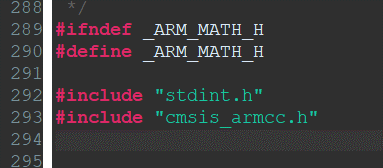 288 */
289 #ifndef _ARM_MATH_H
290 #define _ARM_MATH_H
291
292 #include "stdint.h"
293 #include "cmsis_armcc.h"
294
295